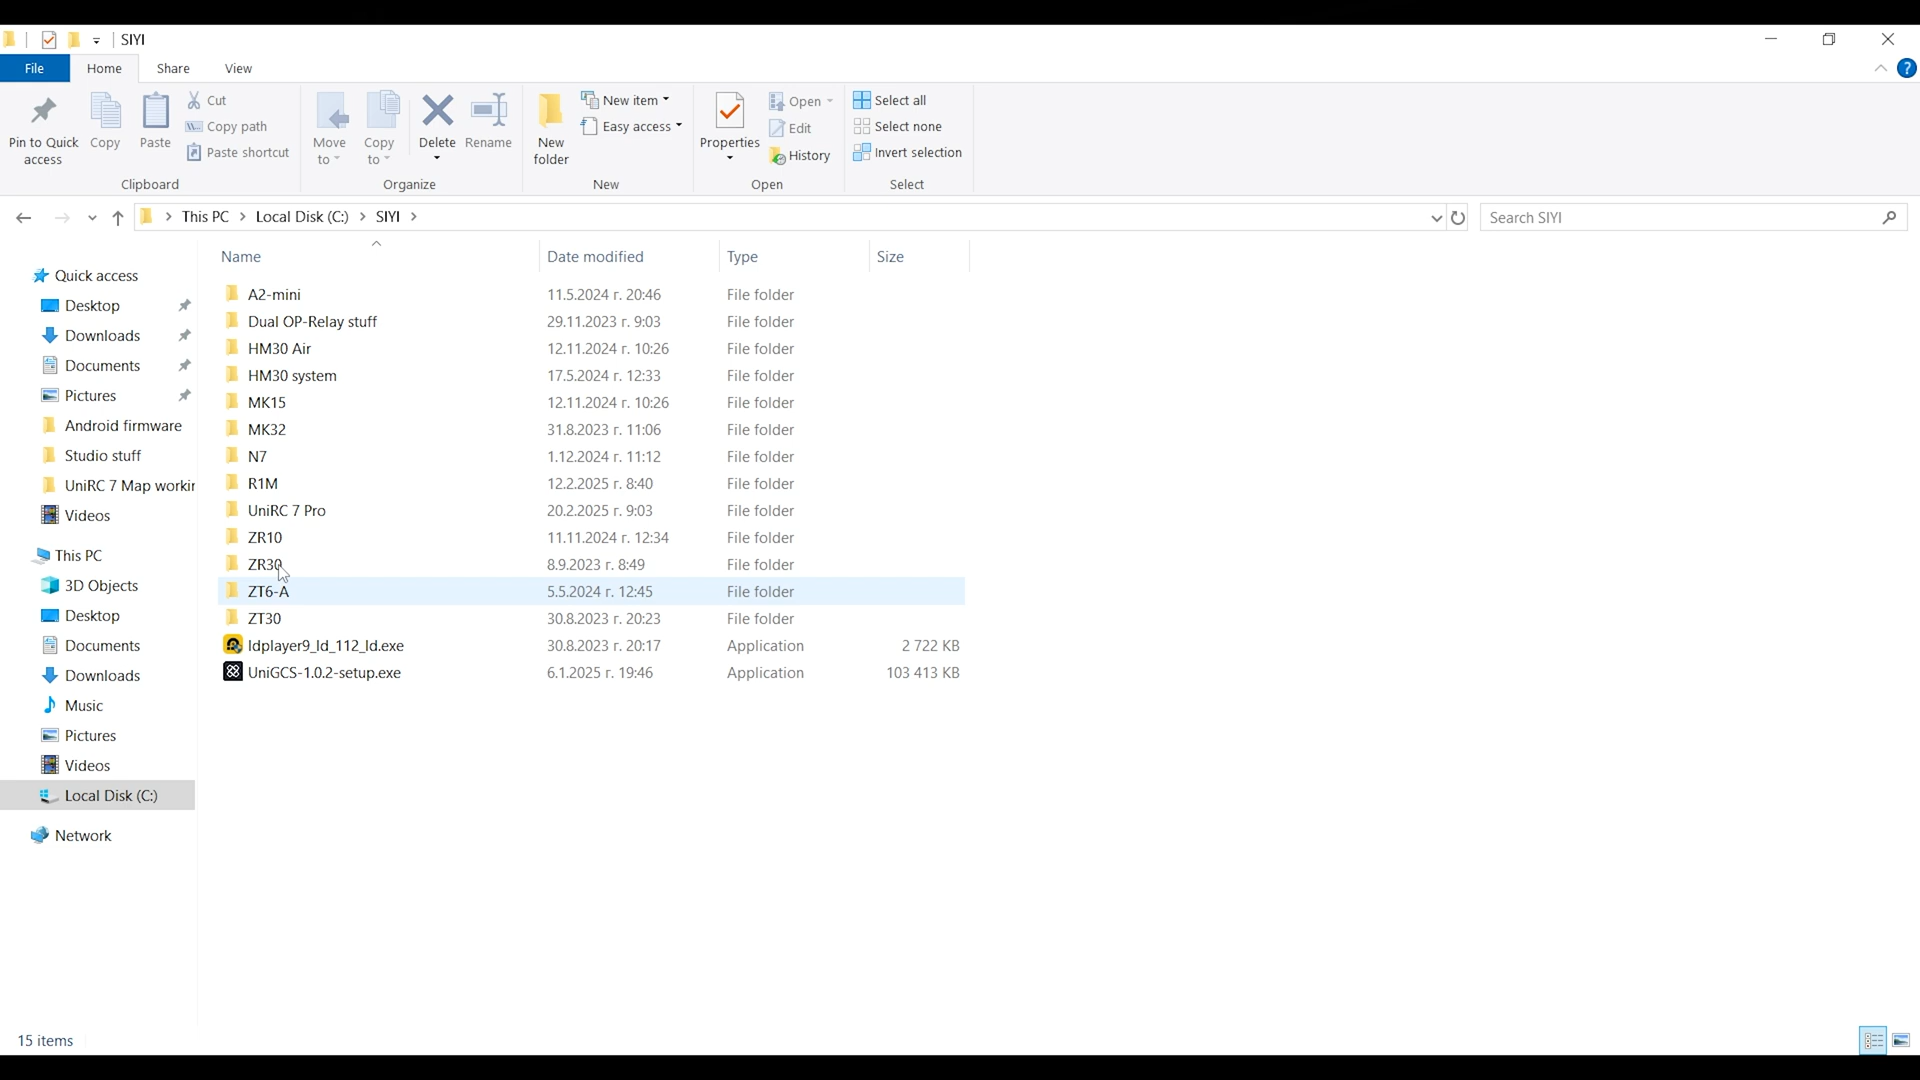 SIYI
File Home Share View
Pin to Quick access
Copy
Paste
Cut
Copy path
Paste shortcut
Clipboard
Move to
Copy to
Delete
Rename
Organize
New folder
New item
Easy access
New
Properties
Open
Edit
History
Open
Select all
Select none
Invert selection
Select
This PC > Local Disk (C:) > SIYI >
Search SIYI
Quick access
Desktop
Downloads
Documents
Pictures
Android firmware
Studio stuff
UniRC 7 Map workir
Videos
This PC
3D Objects
Desktop
Documents
Downloads
Music
Pictures
Videos
Local Disk (C:)
Network
Name Date modified Type Size
A2-mini 11.5.2024 г. 20:46 File folder
Dual OP-Relay stuff 29.11.2023 г. 9:03 File folder
HM30 Air 12.11.2024 г. 10:26 File folder
HM30 system 17.5.2024 г. 12:33 File folder
MK15 12.11.2024 г. 10:26 File folder
MK32 31.8.2023 г. 11:06 File folder
N7 1.12.2024 г. 11:12 File folder
R1M 12.2.2025 г. 8:40 File folder
UniRC 7 Pro 20.2.2025 г. 9:03 File folder
ZR10 11.11.2024 г. 12:34 File folder
ZR30 8.9.2023 г. 8:49 File folder
ZT6-A 5.5.2024 г. 12:45 File folder
ZT30 30.8.2023 г. 20:23 File folder
ldplayer9_ld_112_ld.exe 30.8.2023 г. 20:17 Application 2 722 KB
UniGCS-1.0.2-setup.exe 6.1.2025 г. 19:46 Application 103 413 KB
15 items